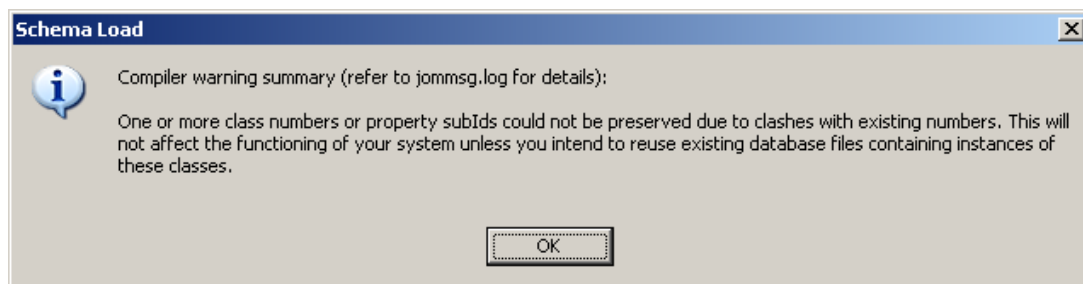 Schema Load
Compiler warning summary (refer to jommsg.log for details):
One or more class numbers or property subIds could not be preserved due to clashes with existing numbers. This will
not affect the functioning of your system unless you intend to reuse existing database files containing instances of
these classes.
OK